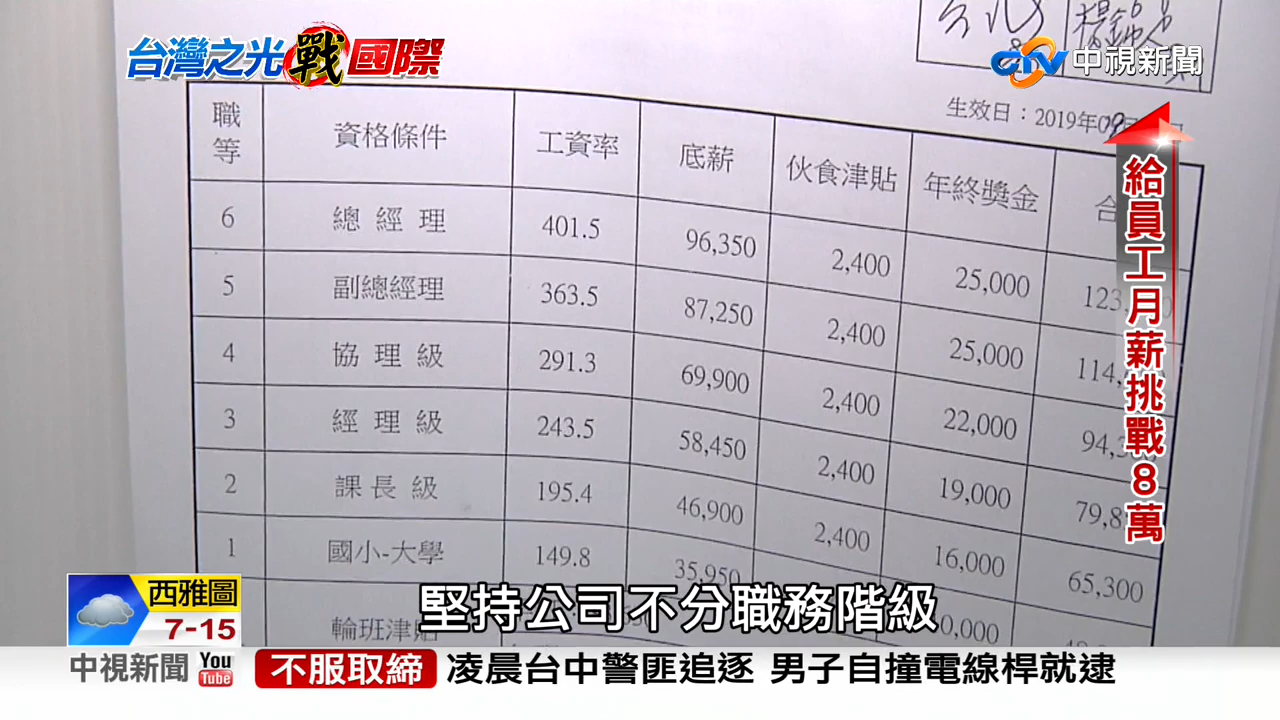 台灣之光戰國際
CTV中視新聞
生效日：2019年09
給員工月薪挑戰8萬
職等 資格條件 工資率 底薪 伙食津貼 年終獎金
6 總經理 401.5 96,350 2,400 25,000
5 副總經理 363.5 87,250 2,400 25,000
4 協理級 291.3 69,900 2,400 22,000
3 經理級 243.5 58,450 2,400 19,000
2 課長級 195.4 46,900 2,400 16,000 65,300
1 國小-大學 149.8 35,950
輪班津貼
堅持公司不分職務階級
西雅圖
7-15
中視新聞 YouTube 不服取締 凌晨台中警匪追逐 男子自撞電線桿就逮